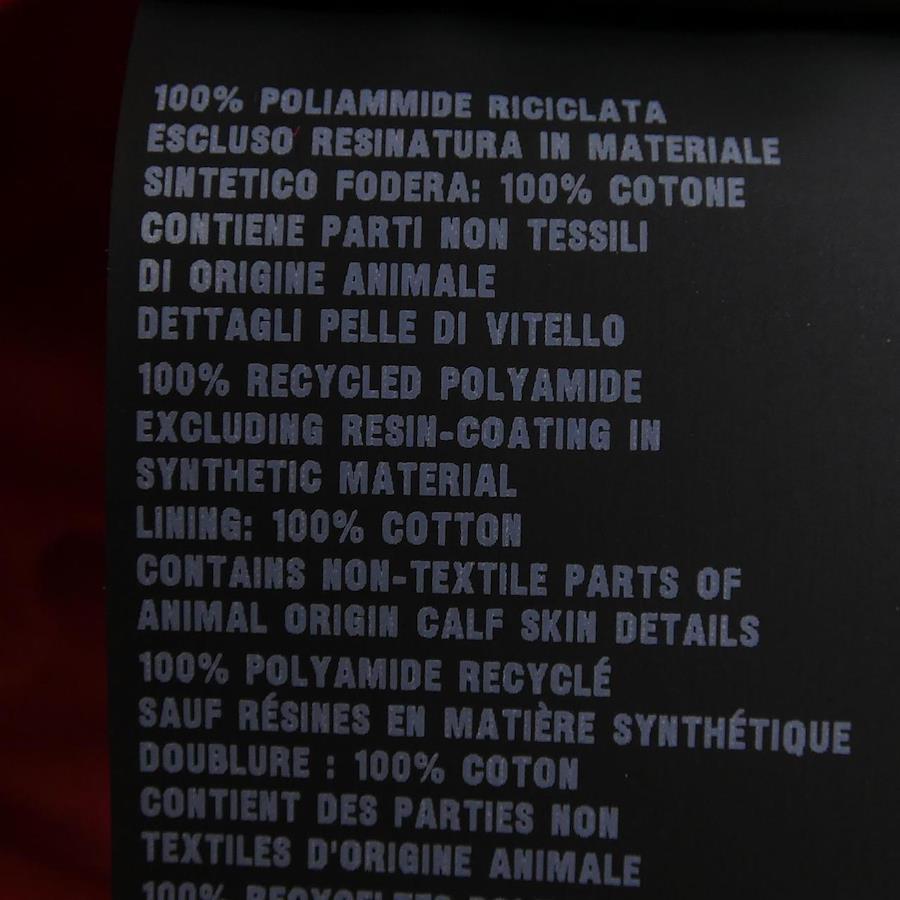 100% POLIAMMIDE RICICLATA
ESCLUSO RESINATURA IN MATERIALE
SINTETICO FODERA: 100% COTONE
CONTIENE PARTI NON TESSILI
DI ORIGINE ANIMALE
DETTAGLI PELLE DI VITELLO
100% RECYCLED POLYAMIDE
EXCLUDING RESIN-COATING IN
SYNTHETIC MATERIAL
LINING: 100% COTTON
CONTAINS NON-TEXTILE PARTS OF
ANIMAL ORIGIN CALF SKIN DETAILS
100% POLYAMIDE RECYCLÉ
SAUF RÉSINES EN MATIÈRE SYNTHÉTIQUE
DOUBLURE : 100% COTON
CONTIENT DES PARTIES NON
TEXTILES D'ORIGINE ANIMALE
100%